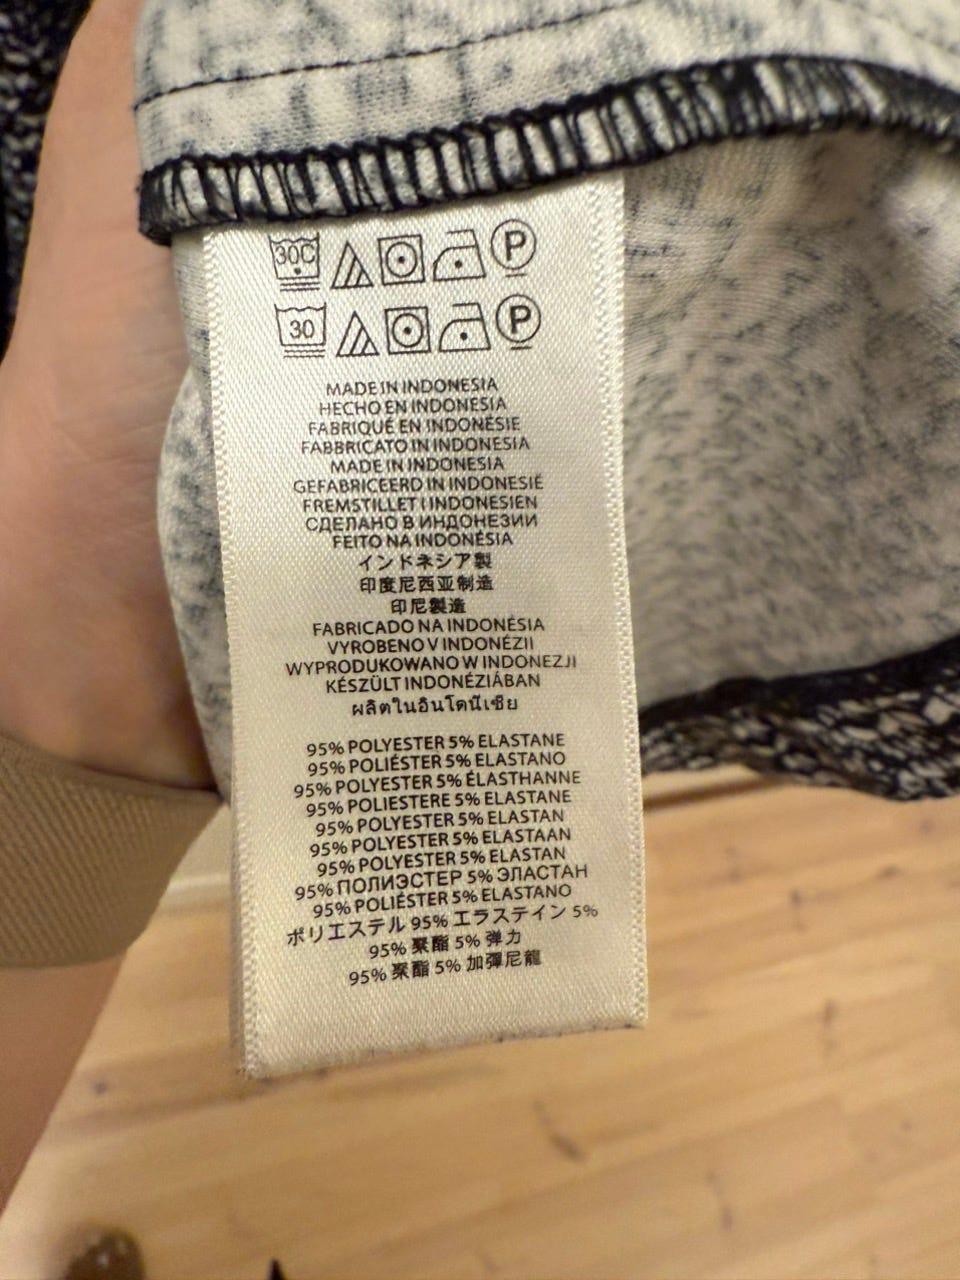 30C P
30 P
MADE IN INDONESIA
HECHO EN INDONESIA
FABRIQUÉ EN INDONÉSIE
FABBRICATO IN INDONESIA
MADE IN INDONESIA
GEFABRICEERD IN INDONESIË
FREMSTILLET I INDONESIEN
СДЕЛАНО В ИНДОНЕЗИИ
FEITO NA INDONÉSIA
インドネシア製
印度尼西亚制造
印尼製造
FABRICADO NA INDONÉSIA
VYROBENO V INDONÉZII
WYPRODUKOWANO W INDONEZJI
KÉSZÜLT INDONÉZIÁBAN
ผลิตในอินโดนีเซีย
95% POLYESTER 5% ELASTANE
95% POLIÉSTER 5% ELASTANO
95% POLYESTER 5% ÉLASTHANNE
95% POLIESTERE 5% ELASTANE
95% POLYESTER 5% ELASTAN
95% POLYESTER 5% ELASTAAN
95% POLYESTER 5% ELASTAN
95% ПОЛИЭСТЕР 5% ЭЛАСТАН
95% POLIÉSTER 5% ELASTANO
ポリエステル 95% エラステイン 5%
95% 聚酯 5% 弹力
95% 聚酯 5% 加彈尼龍